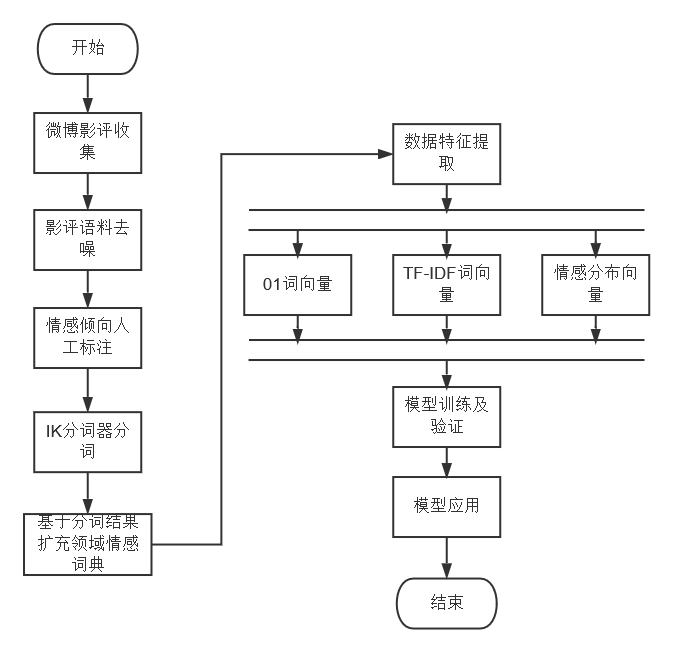 开始
微博影评收
集
影评语料去
噪
情感倾向人
工标注
IK分词器分
词
基于分词结果
扩充领域情感
词典
数据特征提
取
01词向量
TF-IDF词向
量
情感分布向
量
模型训练及
验证
模型应用
结束